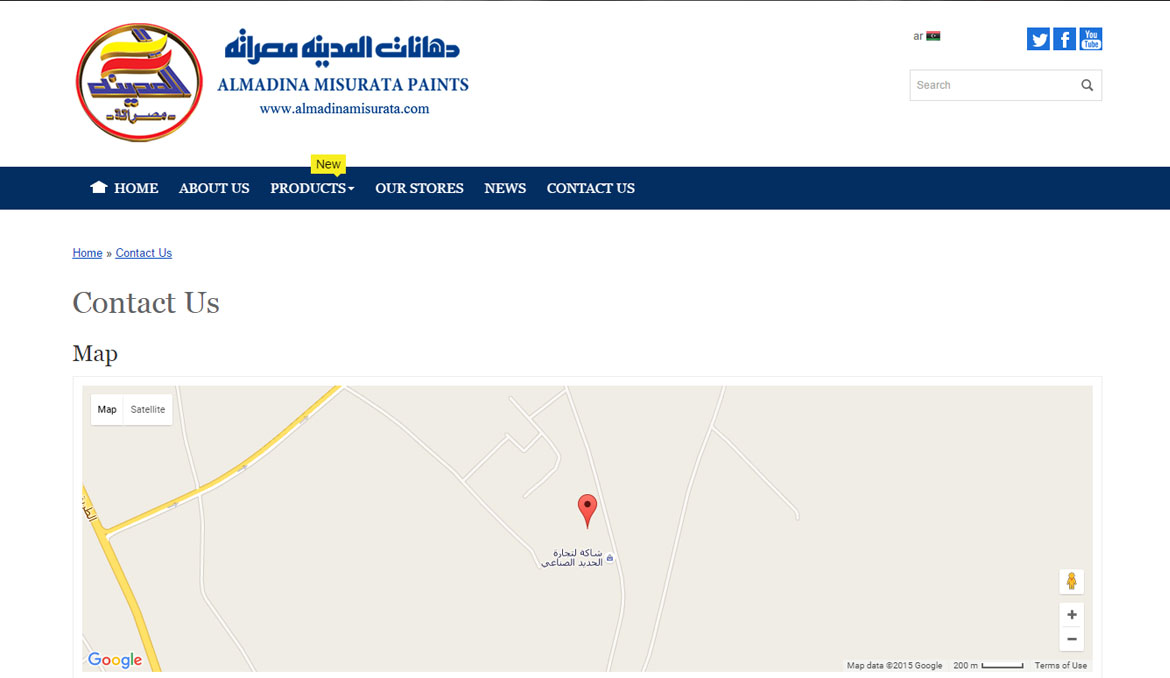 المدينة
مصراتة
دهانات المدينه مصراته
ALMADINA MISURATA PAINTS
www.almadinamisurata.com
ar
You
Tube
Search
New
HOME ABOUT US PRODUCTS OUR STORES NEWS CONTACT US
Home » Contact Us
Contact Us
Map
Map Satellite
شاكة لتجارة
الحديد الصناعي
Google
Map data ©2015 Google 200 m Terms of Use